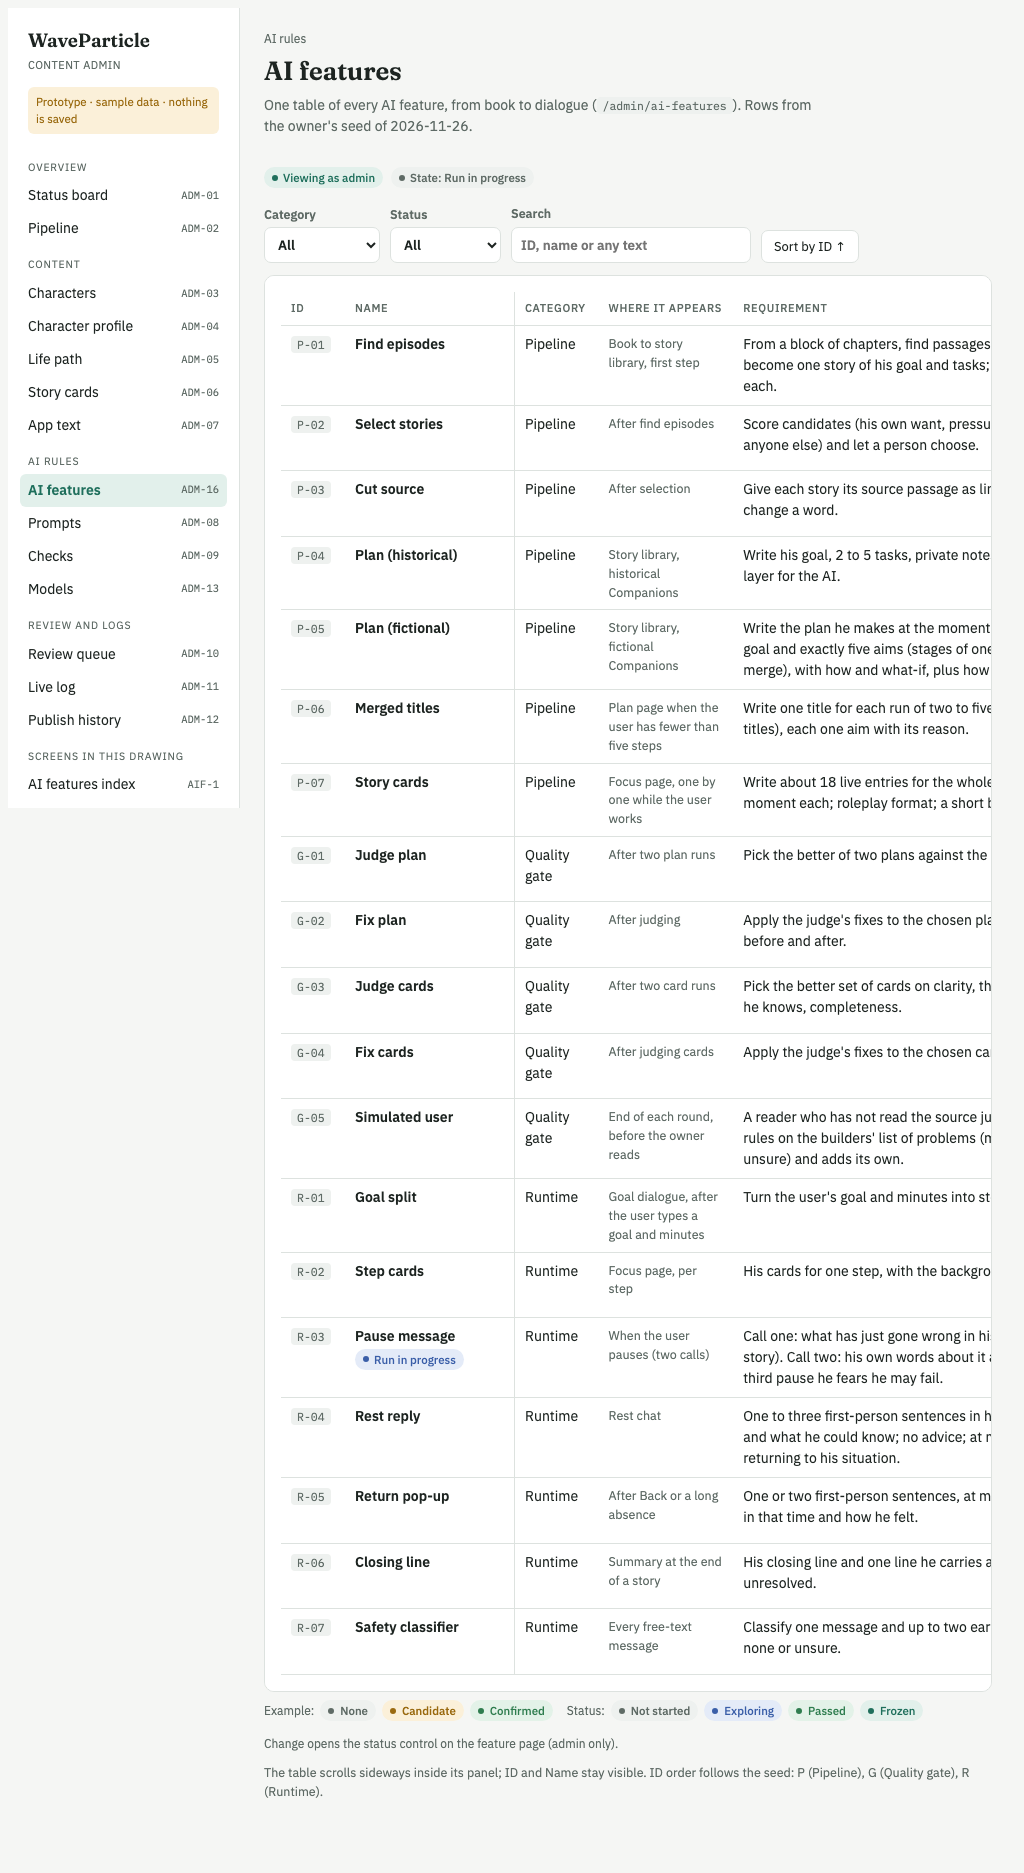 WaveParticle
CONTENT ADMIN
Prototype · sample data · nothing
is saved
OVERVIEW
Status board ADM-01
Pipeline ADM-02
CONTENT
Characters ADM-03
Character profile ADM-04
Life path ADM-05
Story cards ADM-06
App text ADM-07
AI RULES
AI features ADM-16
Prompts ADM-08
Checks ADM-09
Models ADM-13
REVIEW AND LOGS
Review queue ADM-10
Live log ADM-11
Publish history ADM-12
SCREENS IN THIS DRAWING
AI features index AIF-1
AI rules
AI features
One table of every AI feature, from book to dialogue ( /admin/ai-features ). Rows from
the owner's seed of 2026-11-26.
Viewing as admin State: Run in progress
Category Status Search
All All ID, name or any text Sort by ID ↑
ID NAME CATEGORY WHERE IT APPEARS REQUIREMENT
P-01 Find episodes Pipeline Book to story
library, first step
From a block of chapters, find passages
become one story of his goal and tasks;
each.
P-02 Select stories Pipeline After find episodes
Score candidates (his own want, pressu
anyone else) and let a person choose.
P-03 Cut source Pipeline After selection
Give each story its source passage as lin
change a word.
P-04 Plan (historical) Pipeline Story library,
historical
Companions
Write his goal, 2 to 5 tasks, private note
layer for the AI.
P-05 Plan (fictional) Pipeline Story library,
fictional
Companions
Write the plan he makes at the moment
goal and exactly five aims (stages of one
merge), with how and what-if, plus how
P-06 Merged titles Pipeline Plan page when the
user has fewer than
five steps
Write one title for each run of two to five
titles), each one aim with its reason.
P-07 Story cards Pipeline Focus page, one by
one while the user
works
Write about 18 live entries for the whole
moment each; roleplay format; a short b
G-01 Judge plan Quality
gate
After two plan runs
Pick the better of two plans against the
G-02 Fix plan Quality
gate
After judging
Apply the judge's fixes to the chosen pla
before and after.
G-03 Judge cards Quality
gate
After two card runs
Pick the better set of cards on clarity, th
he knows, completeness.
G-04 Fix cards Quality
gate
After judging cards
Apply the judge's fixes to the chosen ca
G-05 Simulated user Quality
gate
End of each round,
before the owner
reads
A reader who has not read the source ju
rules on the builders' list of problems (m
unsure) and adds its own.
R-01 Goal split Runtime Goal dialogue, after
the user types a
goal and minutes
Turn the user's goal and minutes into st
R-02 Step cards Runtime Focus page, per
step
His cards for one step, with the backgro
R-03 Pause message
Run in progress
Runtime When the user
pauses (two calls)
Call one: what has just gone wrong in hi
story). Call two: his own words about it a
third pause he fears he may fail.
R-04 Rest reply Runtime Rest chat
One to three first-person sentences in h
and what he could know; no advice; at m
returning to his situation.
R-05 Return pop-up Runtime After Back or a long
absence
One or two first-person sentences, at m
in that time and how he felt.
R-06 Closing line Runtime Summary at the end
of a story
His closing line and one line he carries a
unresolved.
R-07 Safety classifier Runtime Every free-text
message
Classify one message and up to two ear
none or unsure.
Example: None Candidate Confirmed Status: Not started Exploring Passed Frozen
Change opens the status control on the feature page (admin only).
The table scrolls sideways inside its panel; ID and Name stay visible. ID order follows the seed: P (Pipeline), G (Quality gate), R
(Runtime).